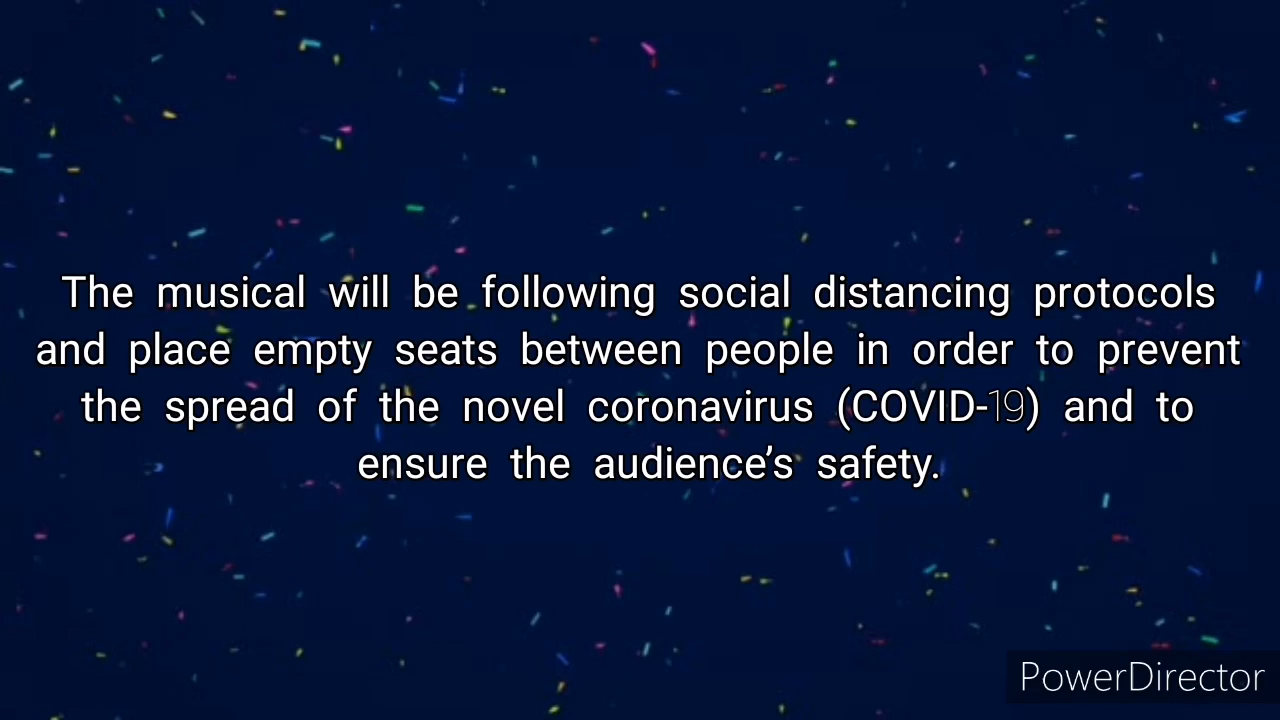 The musical will be following social distancing protocols
and place empty seats between people in order to prevent
the spread of the novel coronavirus (COVID-19) and to
ensure the audience’s safety.
PowerDirector